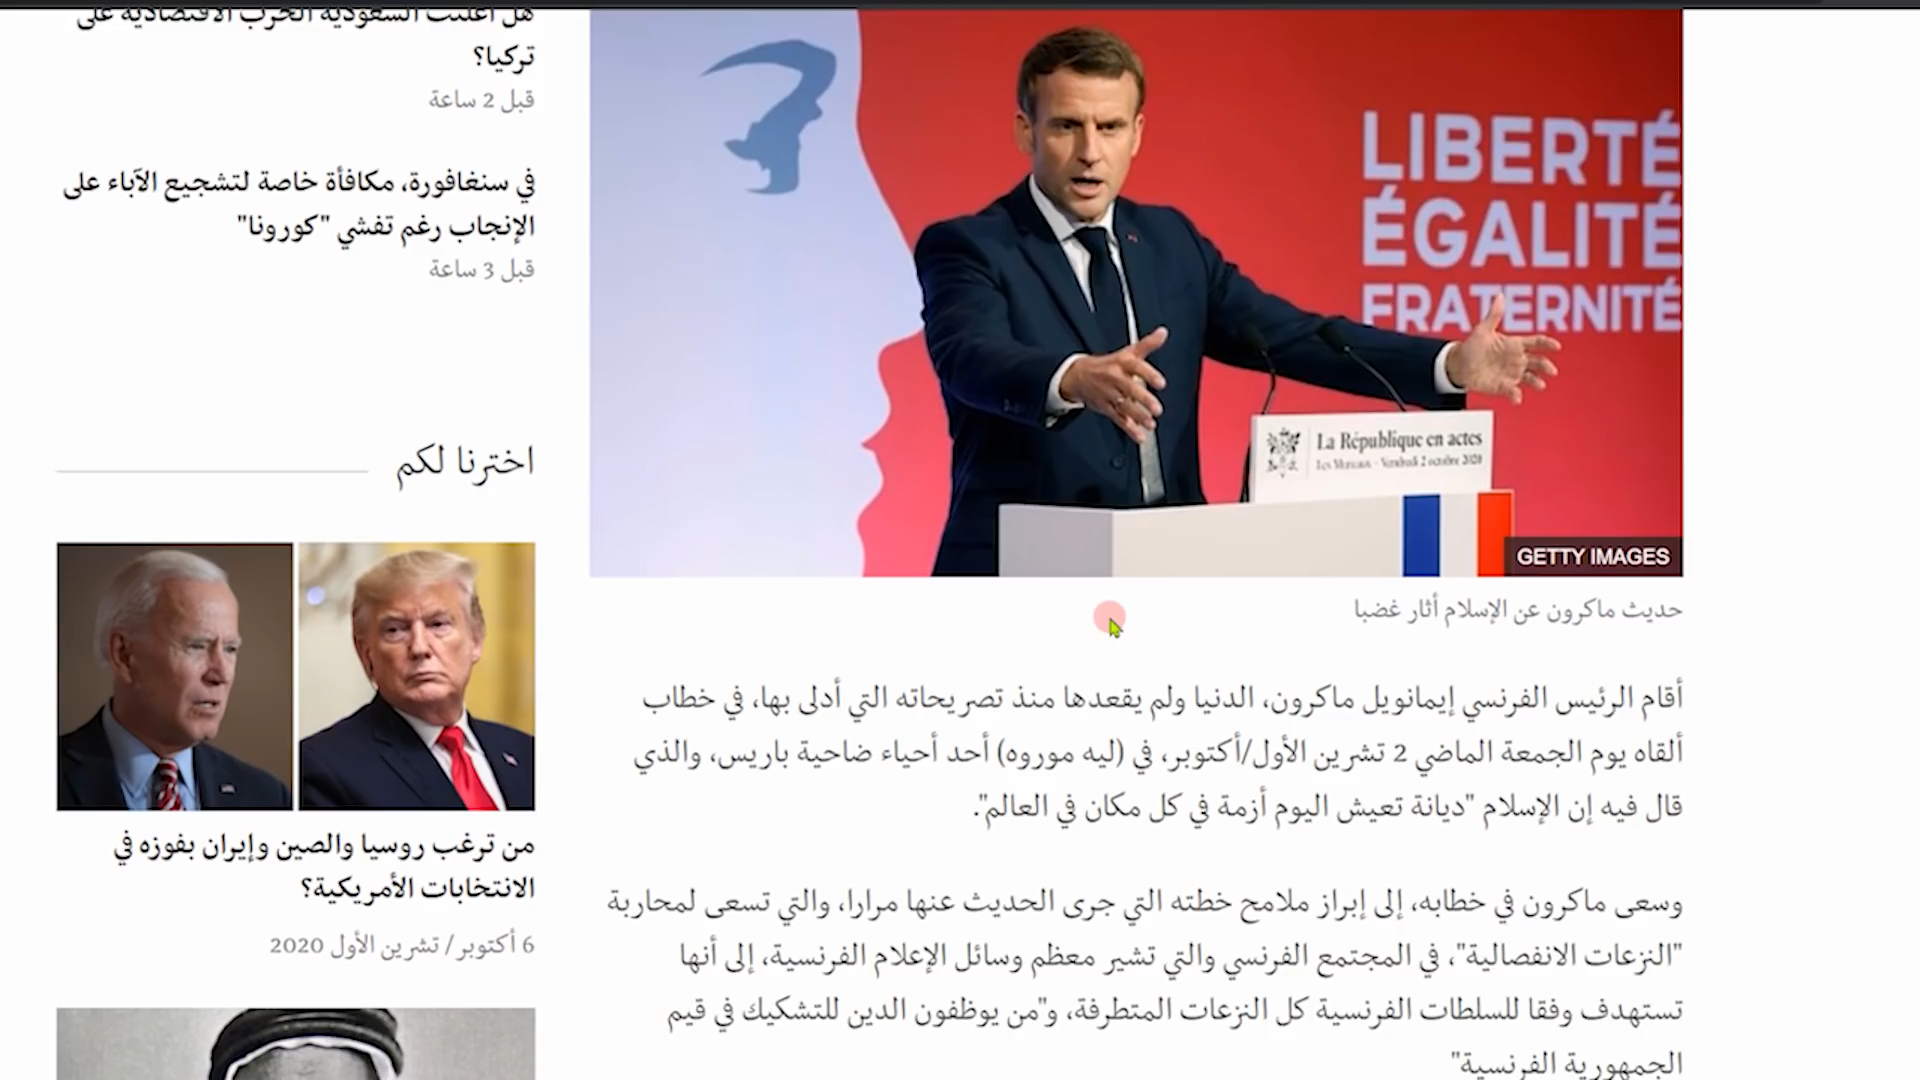 LIBERTÉ
ÉGALITÉ
FRATERNITÉ
La République en actes
Les Mureaux - Vendredi 2 octobre 2020
GETTY IMAGES
حديث ماكرون عن الإسلام أثار غضبا
أقام الرئيس الفرنسي إيمانويل ماكرون، الدنيا ولم يقعدها منذ تصريحاته التي أدلى بها، في خطاب
ألقاه يوم الجمعة الماضي 2 تشرين الأول/أكتوبر، في (ليه موروه) أحد أحياء ضاحية باريس، والذي
قال فيه إن الإسلام "ديانة تعيش اليوم أزمة في كل مكان في العالم".
وسعى ماكرون في خطابه، إلى إبراز ملامح خطته التي جرى الحديث عنها مرارا، والتي تسعى لمحاربة
"النزعات الانفصالية"، في المجتمع الفرنسي والتي تشير معظم وسائل الإعلام الفرنسية، إلى أنها
تستهدف وفقا للسلطات الفرنسية كل النزعات المتطرفة، و"من يوظفون الدين للتشكيك في قيم
الجمهورية الفرنسية"
هل أعلنت السعودية الحرب الاقتصادية على
تركيا؟
قبل 2 ساعة
في سنغافورة، مكافأة خاصة لتشجيع الآباء على
الإنجاب رغم تفشي "كورونا"
قبل 3 ساعة
اخترنا لكم
من ترغب روسيا والصين وإيران بفوزه في
الانتخابات الأمريكية؟
6 أكتوبر/ تشرين الأول 2020